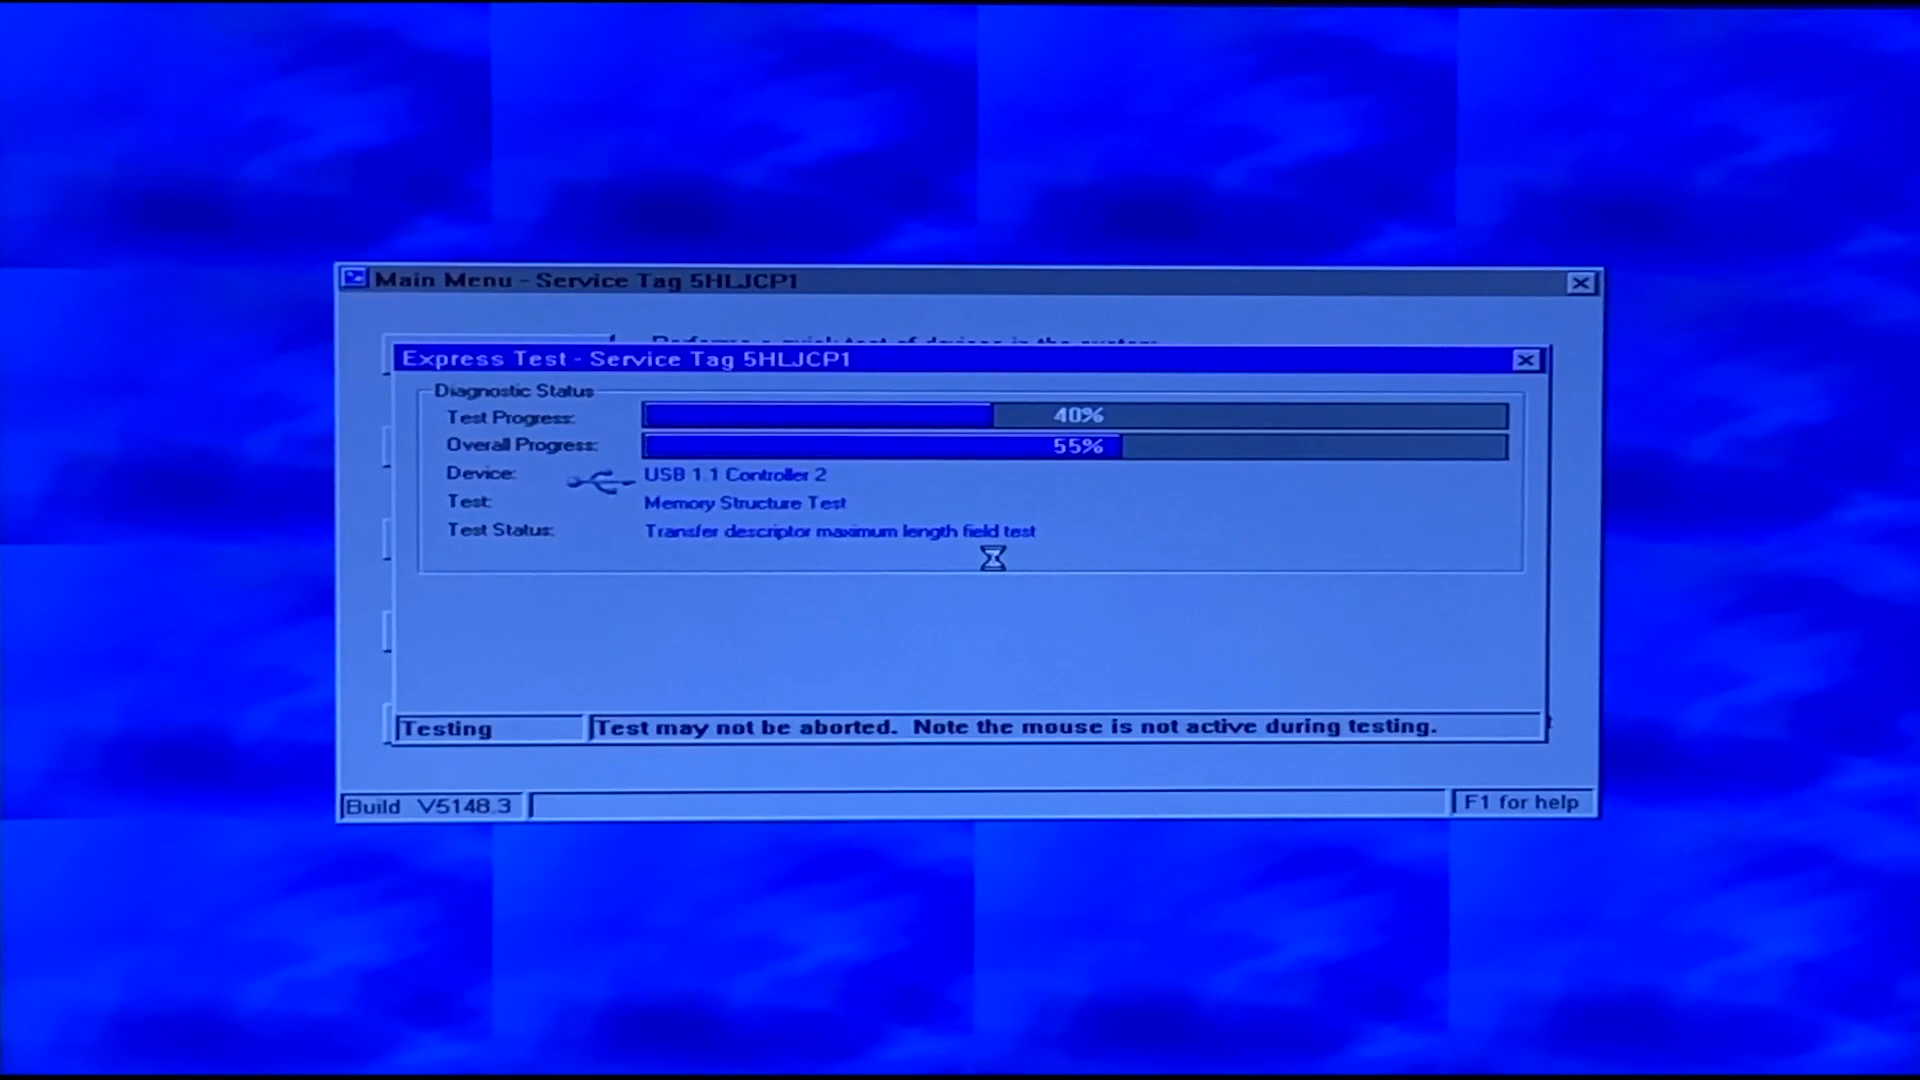 Main Menu - Service Tag 5HLJCP1
Express Test - Service Tag 5HLJCP1
Diagnostic Status
Test Progress: 40%
Overall Progress: 55%
Device: USB 1.1 Controller 2
Test: Memory Structure Test
Test Status: Transfer descriptor maximum length field test
Testing Test may not be aborted. Note the mouse is not active during testing.
Build V5148.3 F1 for help